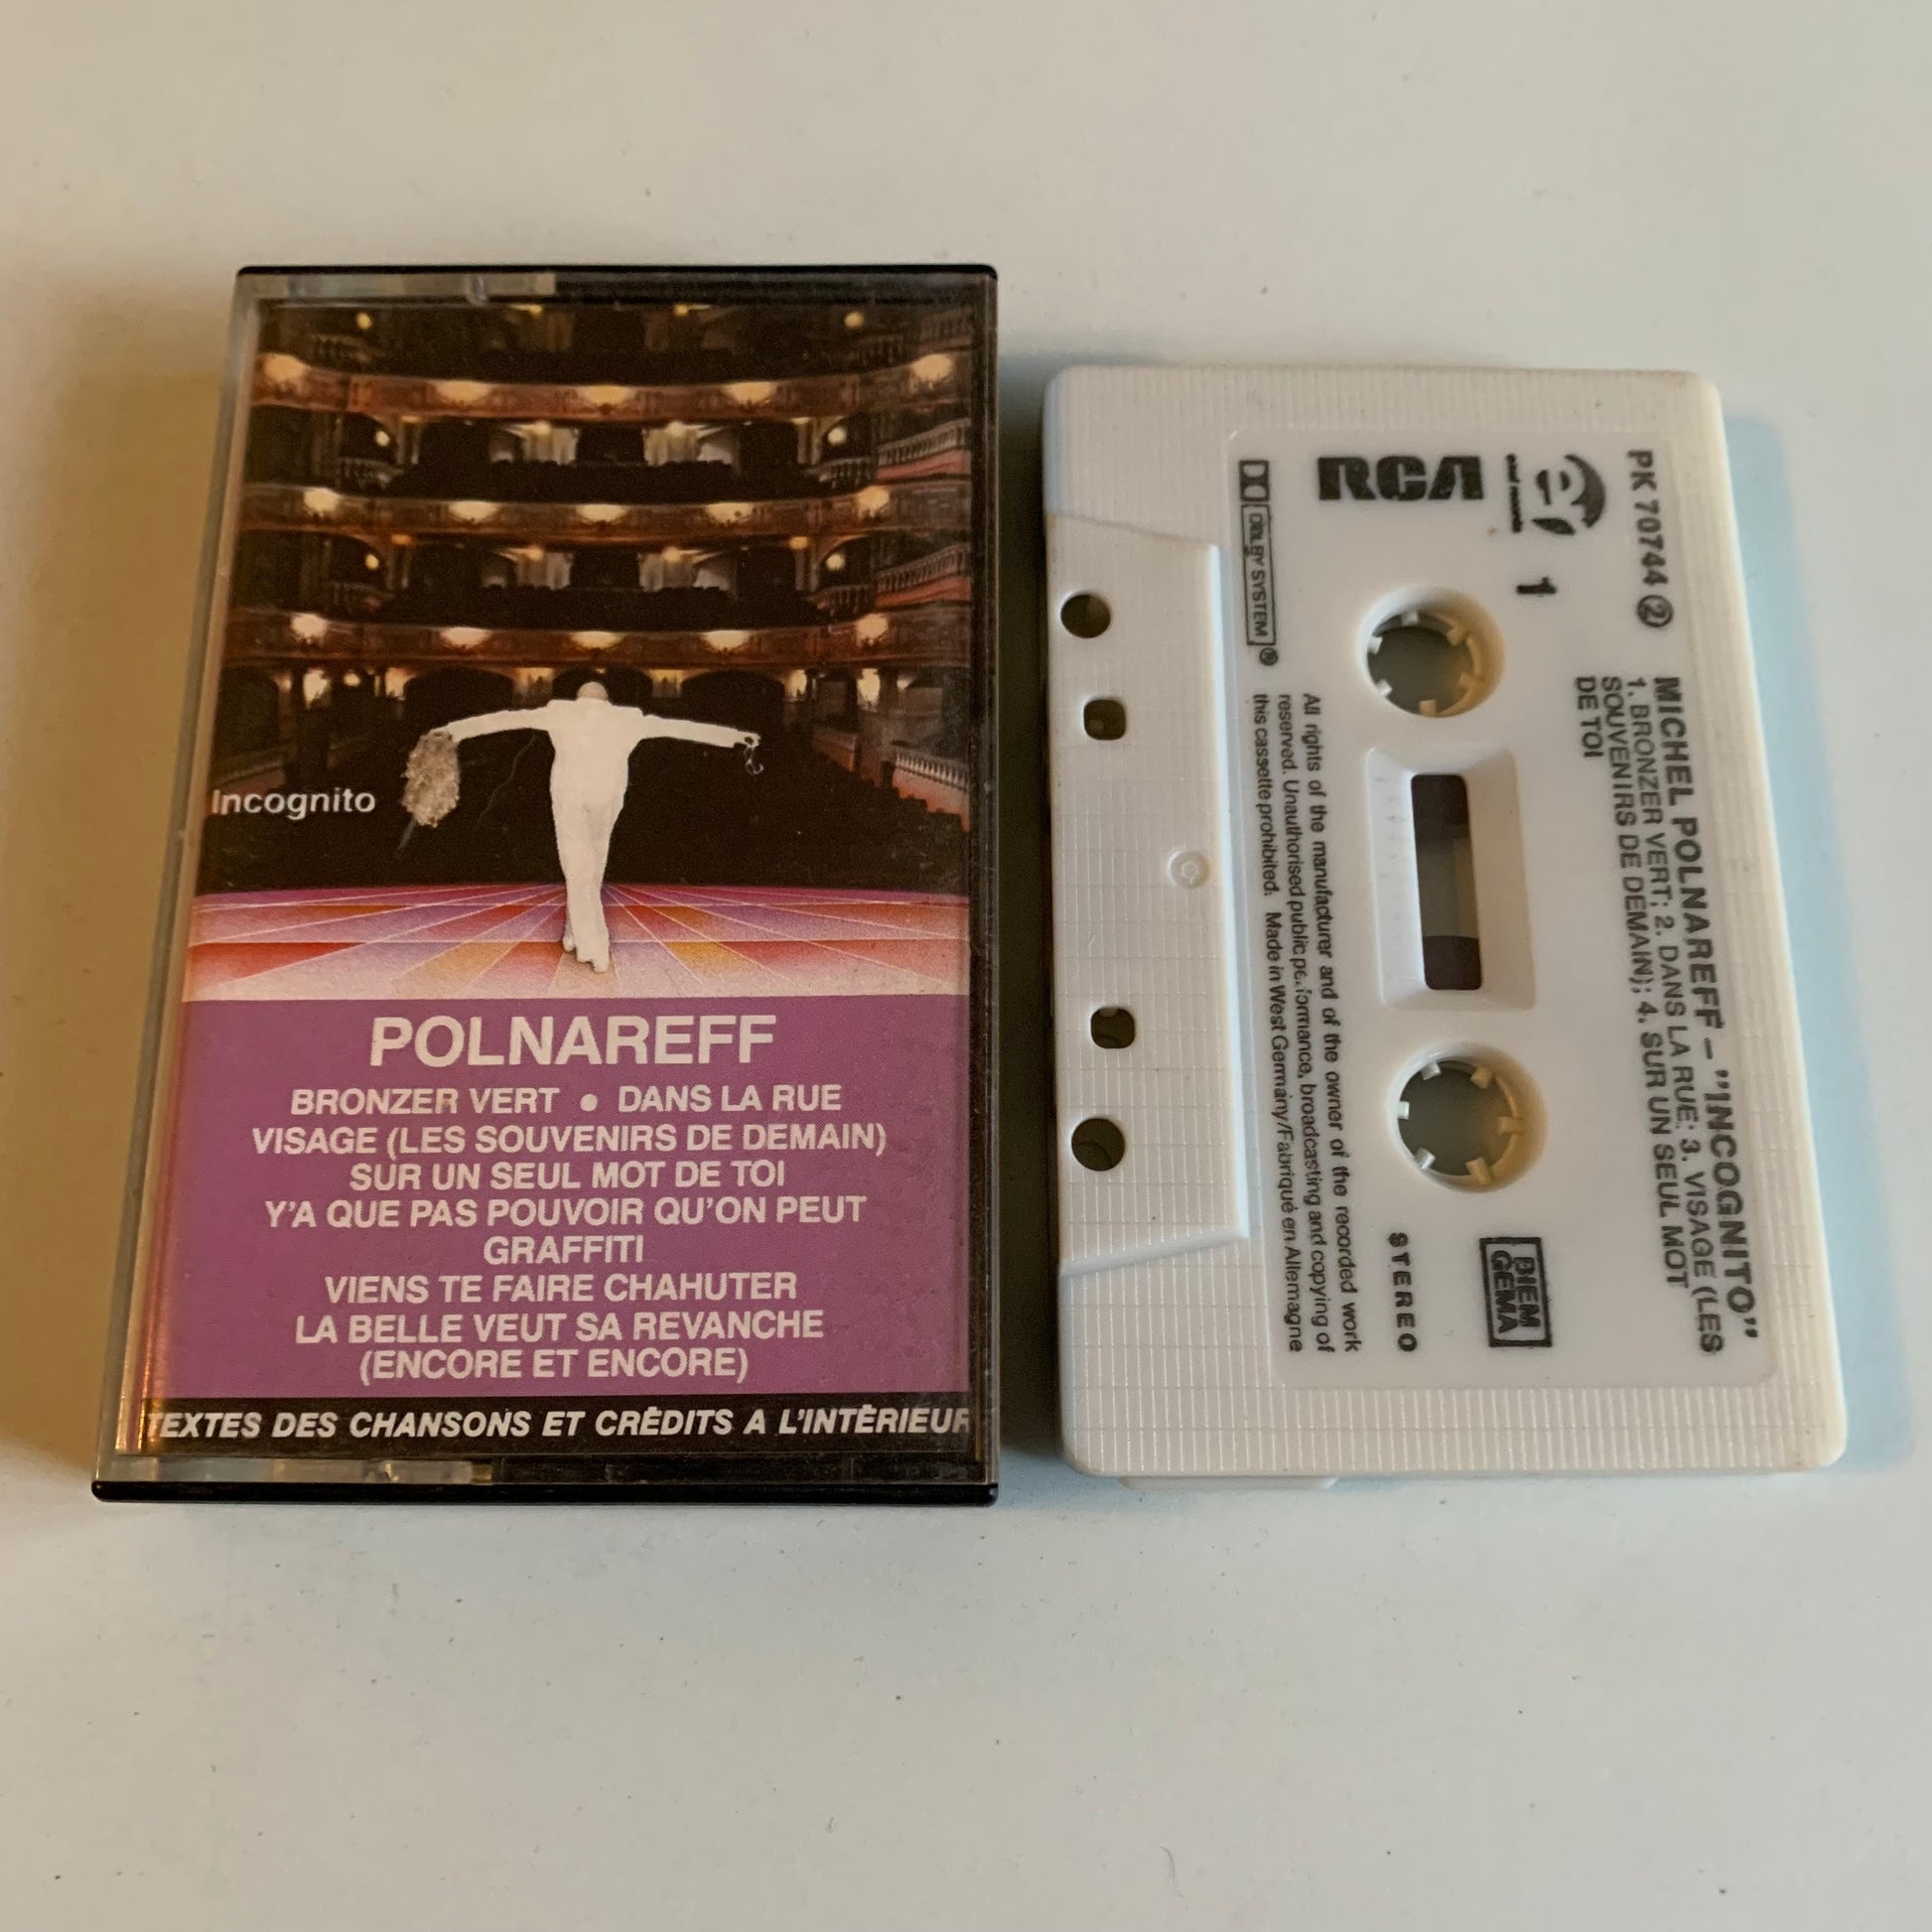 Incognito
POLNAREFF
BRONZER VERT • DANS LA RUE
VISAGE (LES SOUVENIRS DE DEMAIN)
SUR UN SEUL MOT DE TOI
Y'A QUE PAS POUVOIR QU'ON PEUT
GRAFFITI
VIENS TE FAIRE CHAHUTER
LA BELLE VEUT SA REVANCHE
(ENCORE ET ENCORE)
TEXTES DES CHANSONS ET CRÉDITS A L'INTÉRIEUR
PK 70744 ②
MICHEL POLNAREFF – "INCOGNITO"
1. BRONZER VERT; 2. DANS LA RUE; 3. VISAGE (LES
SOUVENIRS DE DEMAIN); 4. SUR UN SEUL MOT
DE TOI
RCA
1
BIEM
GEMA
STEREO
DOLBY SYSTEM ®
All rights of the manufacturer and of the owner of the recorded work
reserved. Unauthorised public performance, broadcasting and copying of
this cassette prohibited. Made in West Germany/Fabriqué en Allemagne